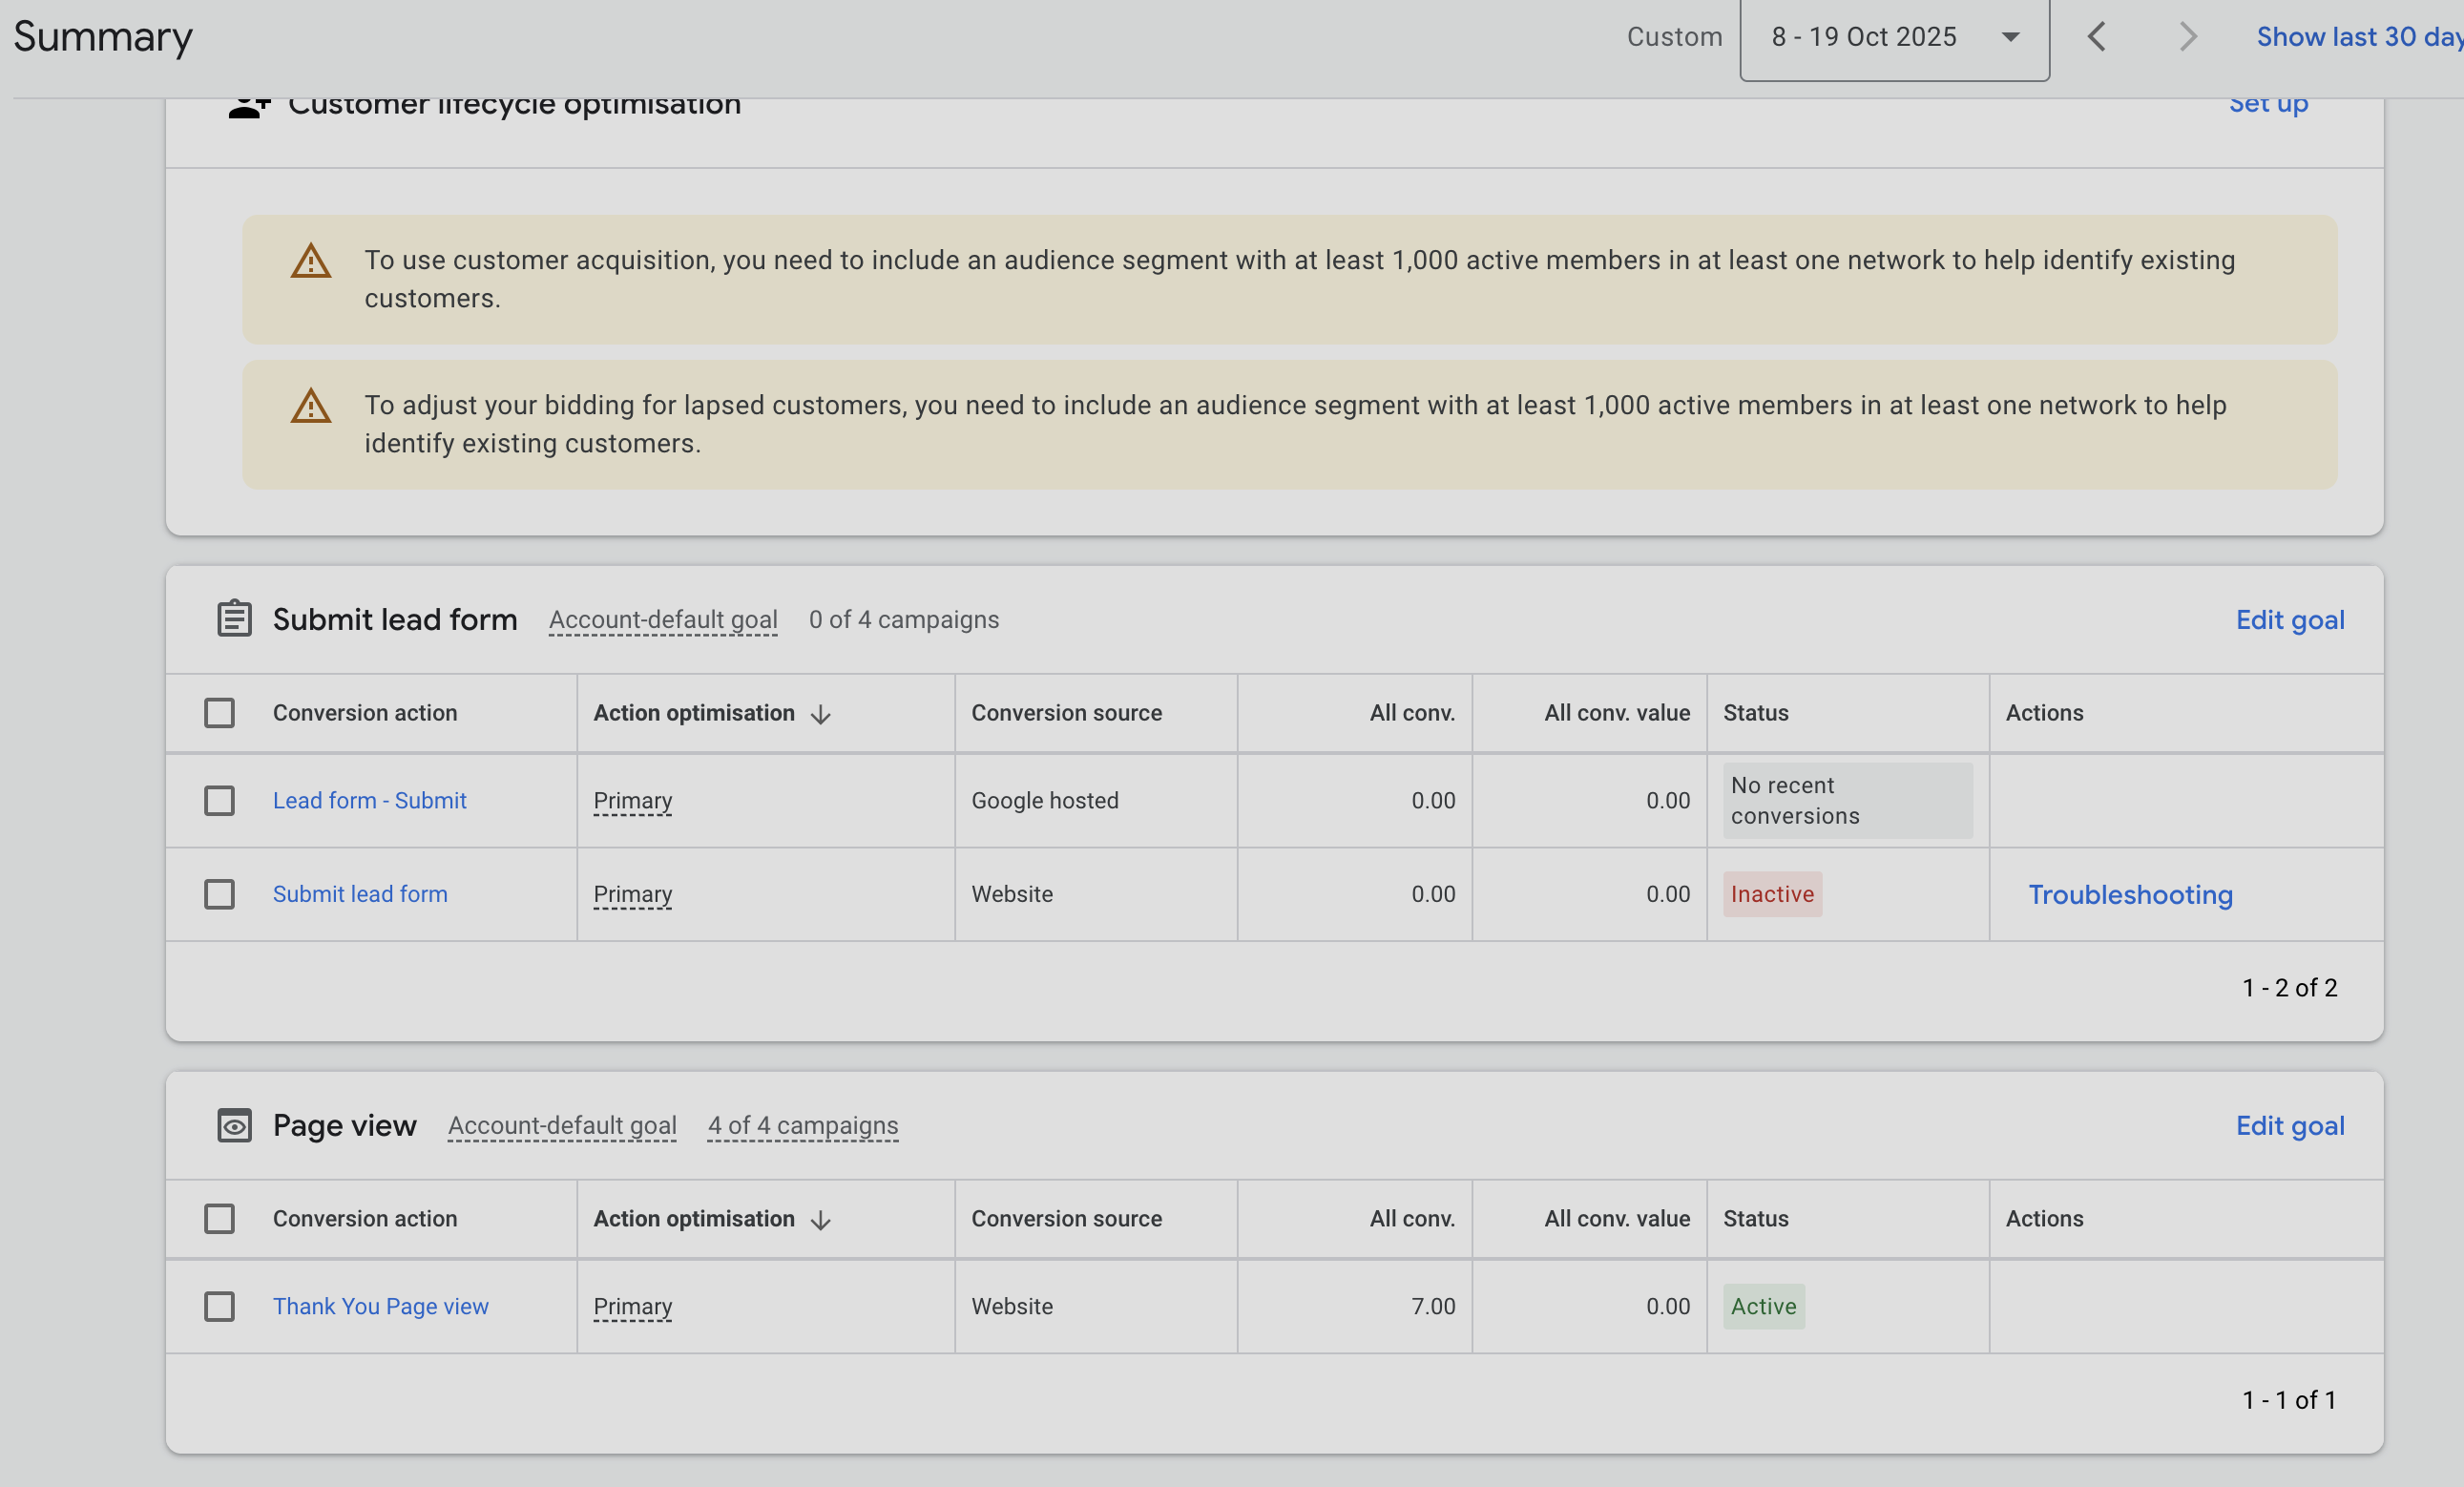 Summary
Custom
8 - 19 Oct 2025
Show last 30 day
Customer lifecycle optimisation
Set up
To use customer acquisition, you need to include an audience segment with at least 1,000 active members in at least one network to help identify existing
customers.
To adjust your bidding for lapsed customers, you need to include an audience segment with at least 1,000 active members in at least one network to help
identify existing customers.
Submit lead form Account-default goal 0 of 4 campaigns Edit goal
Conversion action Action optimisation Conversion source All conv. All conv. value Status Actions
Lead form - Submit Primary Google hosted 0.00 0.00 No recent
conversions
Submit lead form Primary Website 0.00 0.00 Inactive Troubleshooting
1 - 2 of 2
Page view Account-default goal 4 of 4 campaigns Edit goal
Conversion action Action optimisation Conversion source All conv. All conv. value Status Actions
Thank You Page view Primary Website 7.00 0.00 Active
1 - 1 of 1